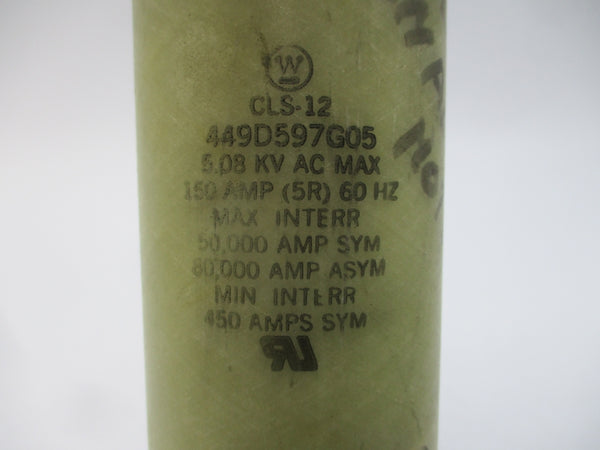 W
CLS-12
449D597G05
5.08 KV AC MAX
150 AMP (5R) 60 HZ
MAX INTERR
50,000 AMP SYM
80,000 AMP ASYM
MIN INTERR
450 AMPS SYM